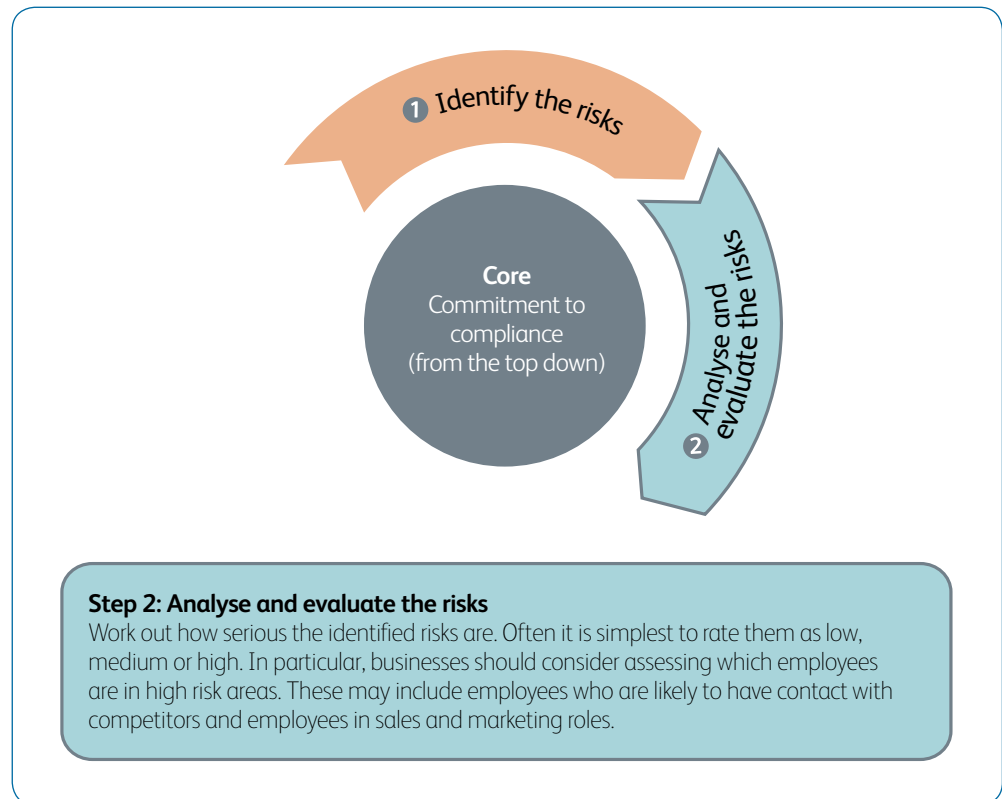 1 Identify the risks
Core
Commitment to
compliance
(from the top down)
2 Analyse and
evaluate the risks
Step 2: Analyse and evaluate the risks
Work out how serious the identified risks are. Often it is simplest to rate them as low,
medium or high. In particular, businesses should consider assessing which employees
are in high risk areas. These may include employees who are likely to have contact with
competitors and employees in sales and marketing roles.